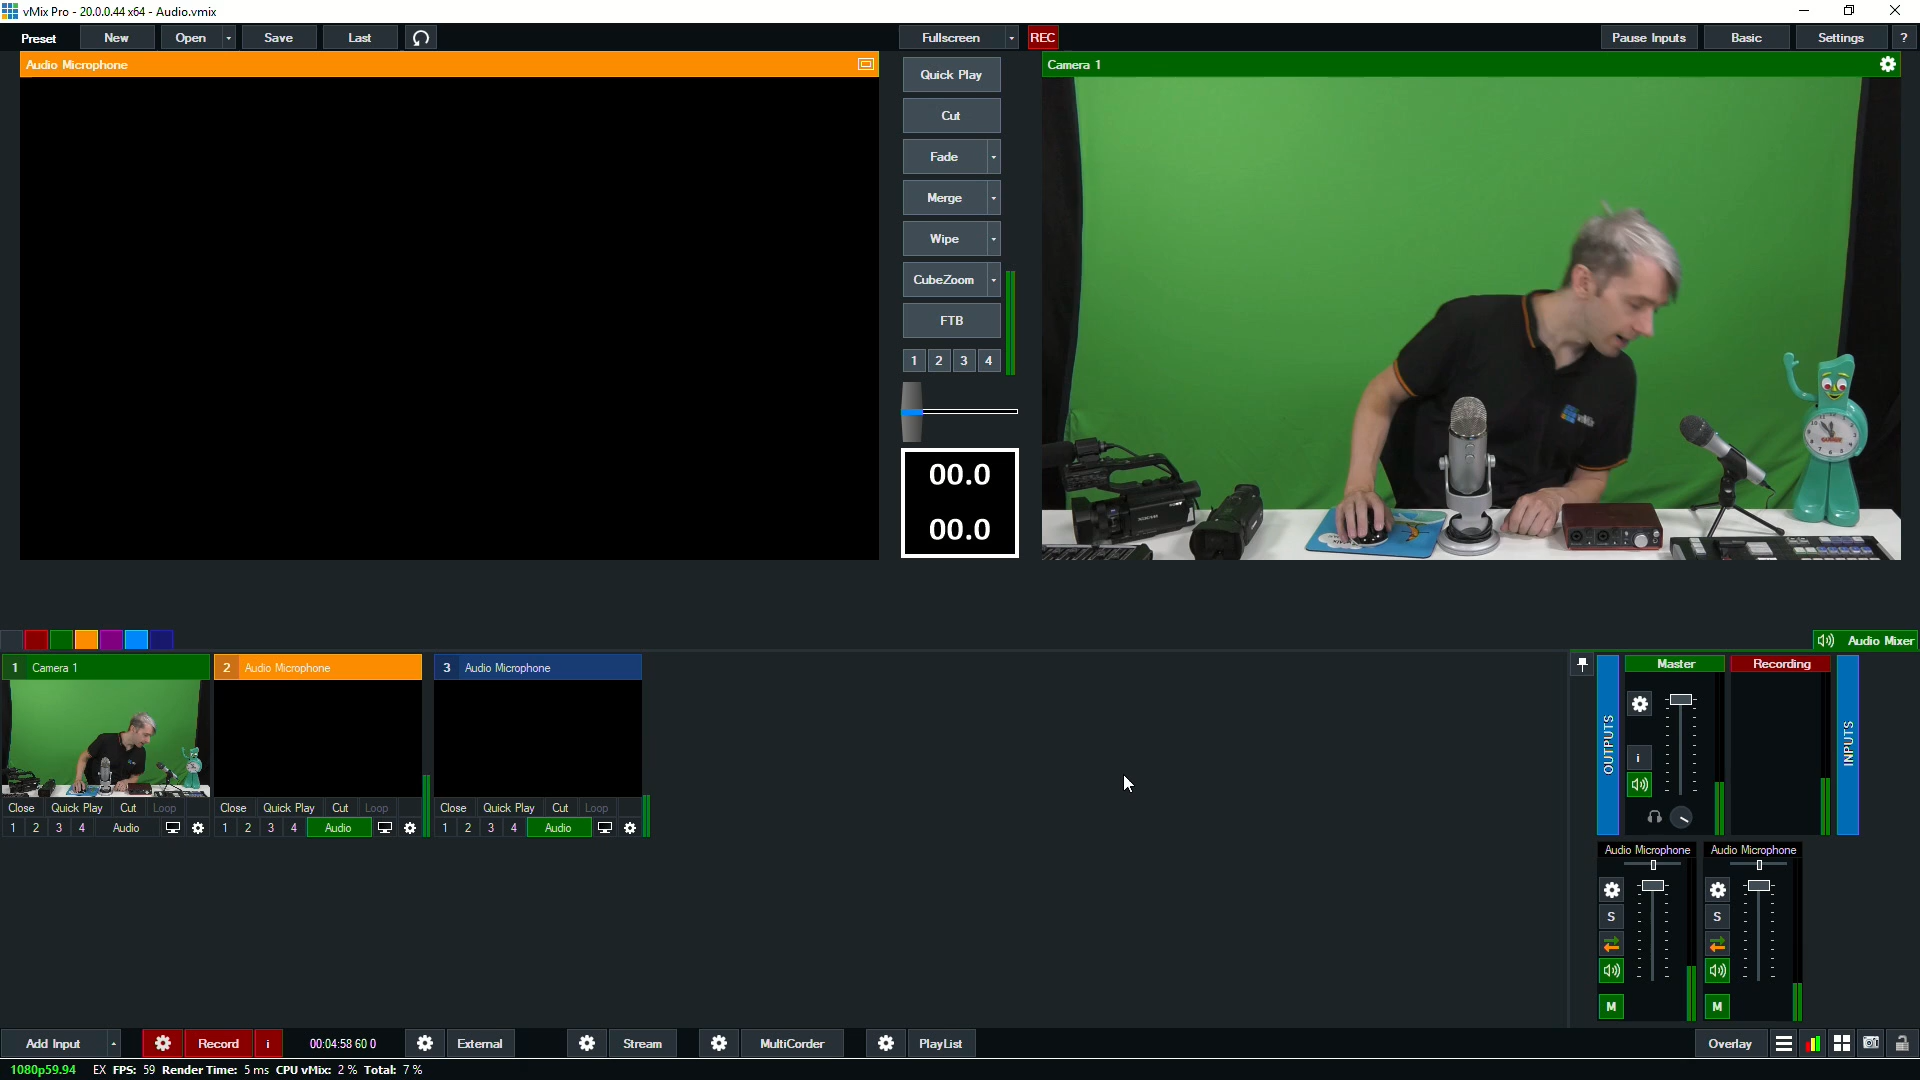 vMix Pro - 20.0.0.44 x64 - Audio.vmix
Preset New Open Save Last Fullscreen REC Pause Inputs Basic Settings ?
Audio Microphone
Camera 1
Quick Play
Cut
Fade
Merge
Wipe
CubeZoom
FTB
1 2 3 4
00.0
00.0
Audio Mixer
1 Camera 1
2 Audio Microphone
3 Audio Microphone
Close Quick Play Cut Loop
1 2 3 4 Audio
Close Quick Play Cut Loop
1 2 3 4 Audio
Close Quick Play Cut Loop
1 2 3 4 Audio
OUTPUTS
Master
Recording
INPUTS
i
Audio Microphone
Audio Microphone
S
S
M
M
Add Input Record i 00:04:58 60 0 External Stream MultiCorder PlayList Overlay
1080p59.94 EX FPS: 59 Render Time: 5 ms CPU vMix: 2 % Total: 7 %